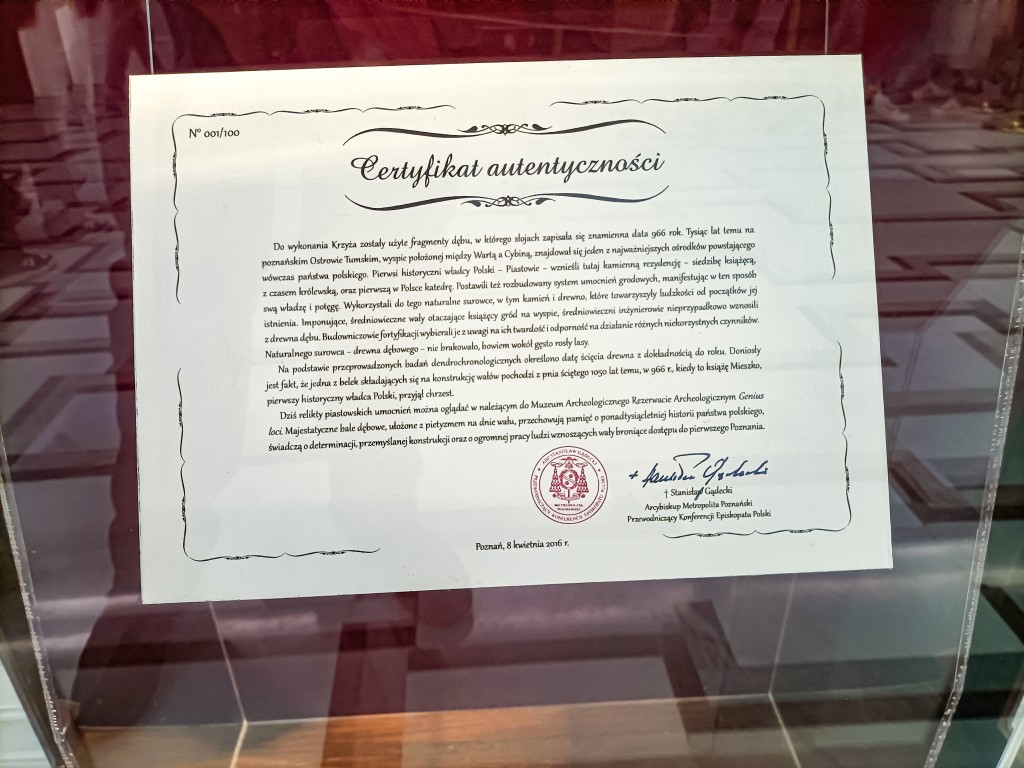 N° 001/100
Certyfikat autentyczności
Do wykonania Krzyża zostały użyte fragmenty dębu, w którego słojach zapisała się znamienna data 966 rok. Tysiąc lat temu na
poznańskim Ostrowie Tumskim, wyspie położonej między Wartą a Cybiną, znajdował się jeden z najważniejszych ośrodków powstającego
wówczas państwa polskiego. Pierwsi historyczni władcy Polski – Piastowie – wznieśli tutaj kamienną rezydencję – siedzibę książęcą,
z czasem królewską, oraz pierwszą w Polsce katedrę. Postawili też rozbudowany system umocnień grodowych, manifestując w ten sposób
swą władzę i potęgę. Wykorzystali do tego naturalne surowce, w tym kamień i drewno, które towarzyszyły ludzkości od początków jej
istnienia. Imponujące, średniowieczne wały otaczające książęcy gród na wyspie, średniowieczni inżynierowie nieprzypadkowo wznosili
z drewna dębu. Budowniczowie fortyfikacji wybierali je z uwagi na ich twardość i odporność na działanie różnych niekorzystnych czynników.
Naturalnego surowca – drewna dębowego – nie brakowało, bowiem wokół gęsto rosły lasy.
Na podstawie przeprowadzonych badań dendrochronologicznych określono datę ścięcia drewna z dokładnością do roku. Doniosły
jest fakt, że jedna z belek składających się na konstrukcję wałów pochodzi z pnia ściętego 1050 lat temu, w 966 r., kiedy to książę Mieszko,
pierwszy historyczny władca Polski, przyjął chrzest.
Dziś relikty piastowskich umocnień można oglądać w należącym do Muzeum Archeologicznego Rezerwacie Archeologicznym Genius
loci. Majestatyczne bale dębowe, ułożone z pietyzmem na dnie wału, przechowują pamięć o ponadtysiącletniej historii państwa polskiego,
świadczą o determinacji, przemyślanej konstrukcji oraz o ogromnej pracy ludzi wznoszących wały broniące dostępu do pierwszego Poznania.
ABP STANISŁAW GĄDECKI
METROPOLITA
POZNAŃSKI
PRZEWODNICZĄCY KONFERENCJI EPISKOPATU POLSKI
† Stanisław Gądecki
Arcybiskup Metropolita Poznański
Przewodniczący Konferencji Episkopatu Polski
Poznań, 8 kwietnia 2016 r.